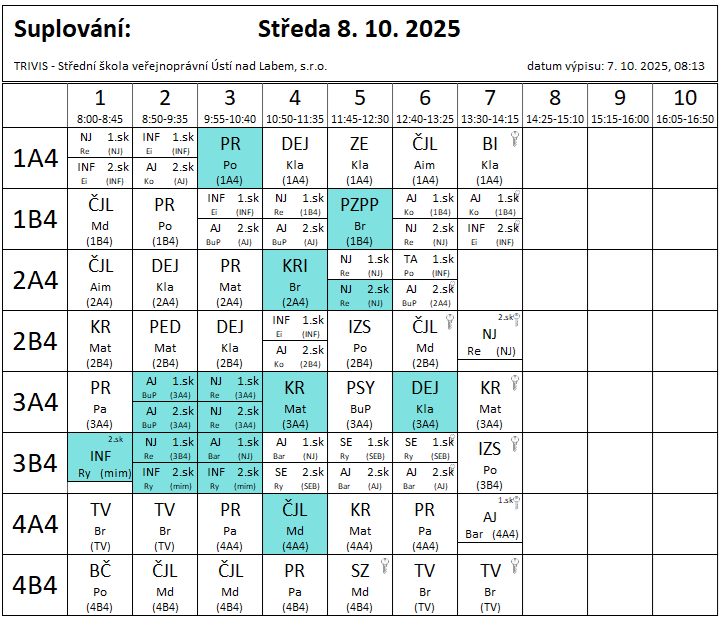 Suplování: Středa 8. 10. 2025
TRIVIS - Střední škola veřejnoprávní Ústí nad Labem, s.r.o. datum výpisu: 7. 10. 2025, 08:13
1 2 3 4 5 6 7 8 9 10
8:00-8:45 8:50-9:35 9:55-10:40 10:50-11:35 11:45-12:30 12:40-13:25 13:30-14:15 14:25-15:10 15:15-16:00 16:05-16:50
1A4
NJ 1.sk INF 1.sk PR DEJ ZE ČJL BI
Re (NJ) Ei (INF) Po Kla Kla Aim Kla
INF 2.sk AJ 2.sk (1A4) (1A4) (1A4) (1A4) (1A4)
Ei (INF) Ko (AJ)
1B4
ČJL PR INF 1.sk NJ 1.sk PZPP AJ 1.sk AJ 1.sk
Md Po Ei (INF) Re (1B4) Br Ko (1B4) Ko (1B4)
(1B4) (1B4) AJ 2.sk AJ 2.sk (1B4) NJ 2.sk INF 2.sk
BuP (AJ) BuP (AJ) Re (NJ) Ei (INF)
2A4
ČJL DEJ PR KRI NJ 1.sk TA 1.sk
Aim Kla Mat Br Re (NJ) Po (INF)
(2A4) (2A4) (2A4) (2A4) NJ 2.sk AJ 2.sk
Re (NJ) BuP (2A4)
2B4
KR PED DEJ INF 1.sk IZS ČJL 2.sk
Mat Mat Kla Ei (INF) Po Md NJ
(2B4) (2B4) (2B4) AJ 2.sk (2B4) (2B4) Re (NJ)
Ko (2B4)
3A4
PR AJ 1.sk NJ 1.sk KR PSY DEJ KR
Pa BuP (3A4) Re (3A4) Mat BuP Kla Mat
(3A4) AJ 2.sk NJ 2.sk (3A4) (3A4) (3A4) (3A4)
BuP (3A4) Re (3A4)
3B4
2.sk NJ 1.sk AJ 1.sk AJ 1.sk SE 1.sk SE 1.sk IZS
INF Re (3B4) Bar (NJ) Bar (NJ) Ry (SEB) Ry (SEB) Po
Ry (mim) INF 2.sk INF 2.sk SE 2.sk AJ 2.sk AJ 2.sk (3B4)
Ry (mim) Ry (mim) Ry (SEB) Bar (AJ) Bar (AJ)
4A4
TV TV PR ČJL KR PR 1.sk
Br Br Pa Md Mat Pa AJ
(TV) (TV) (4A4) (4A4) (4A4) (4A4) Bar (4A4)
4B4
BČ ČJL ČJL PR SZ TV TV
Po Md Md Pa Md Br Br
(4B4) (4B4) (4B4) (4B4) (4B4) (TV) (TV)